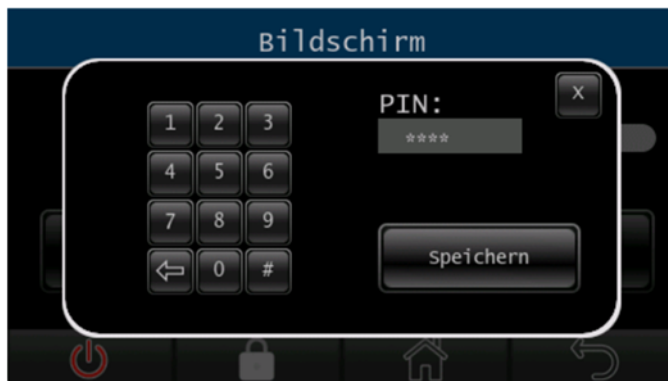 Bildschirm
PIN:
X
****
1 2 3
4 5 6
7 8 9
0 #
Speichern